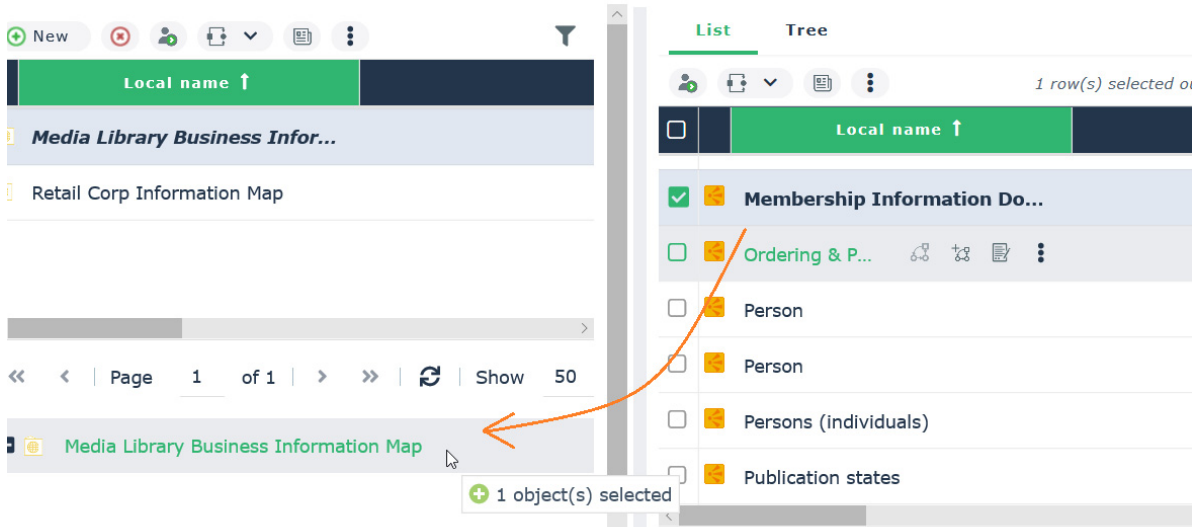 New
Local name
Media Library Business Infor...
Retail Corp Information Map
Page 1 of 1 Show 50
Media Library Business Information Map
1 object(s) selected
List Tree
1 row(s) selected
Local name
Membership Information Do...
Ordering & P...
Person
Person
Persons (individuals)
Publication states